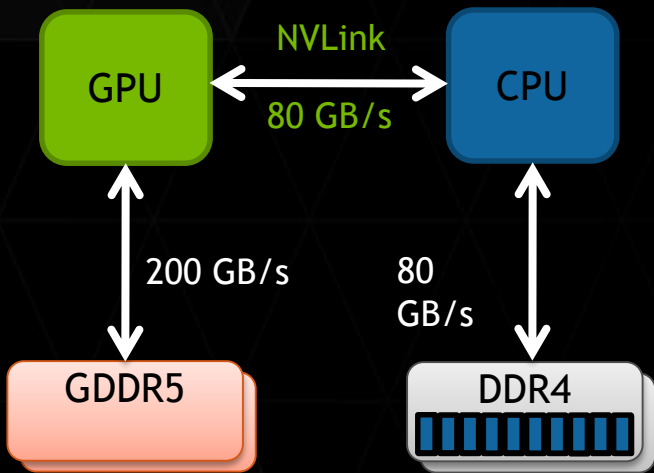 NVLink
GPU
CPU
80 GB/s
200 GB/s
80
GB/s
GDDR5
DDR4